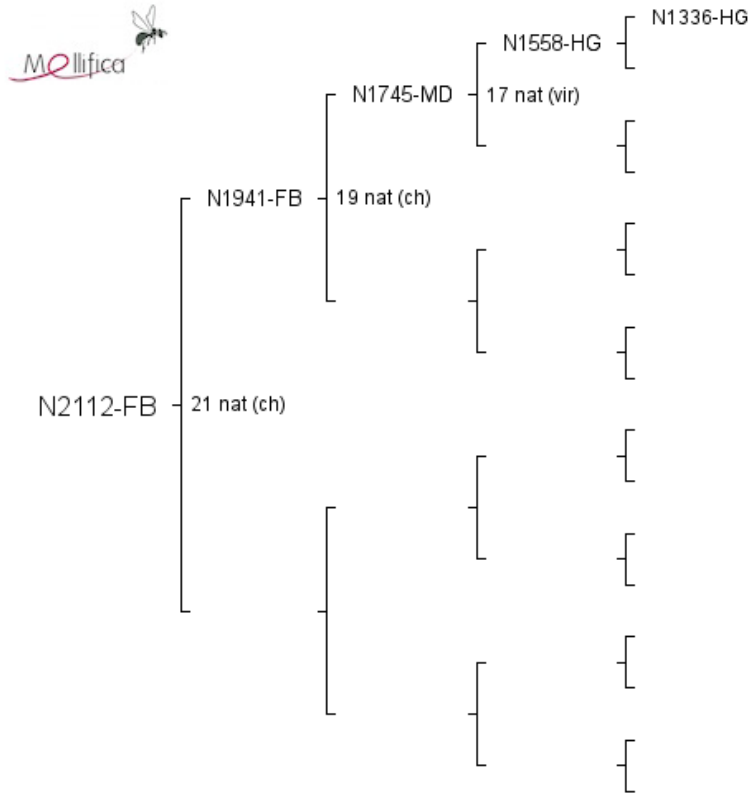 Mellifica
N1336-HG
N1558-HG
N1745-MD 17 nat (vir)
N1941-FB 19 nat (ch)
N2112-FB 21 nat (ch)